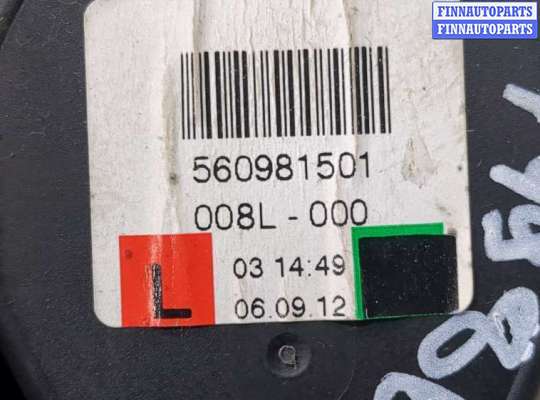 FINNAUTOPARTS
FINNAUTOPARTS
560981501
008L - 000
L
03 14:49
06.09.12